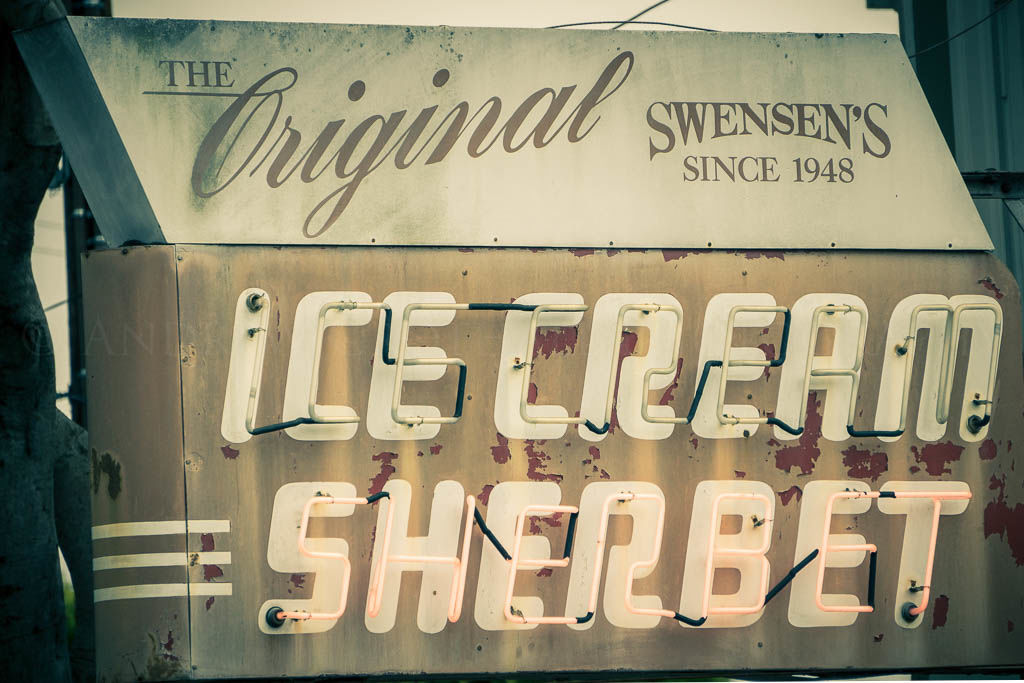 THE Original SWENSEN'S
SINCE 1948
ICE CREAM
SHERBET